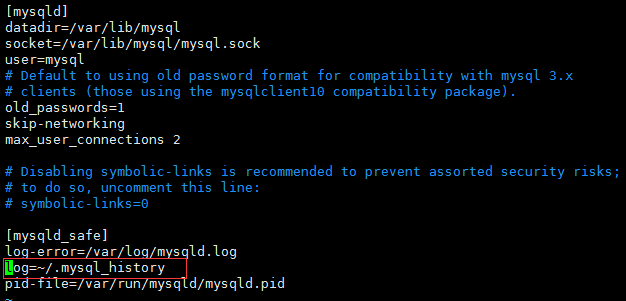 [mysqld]
datadir=/var/lib/mysql
socket=/var/lib/mysql/mysql.sock
user=mysql
# Default to using old password format for compatibility with mysql 3.x
# clients (those using the mysqlclient10 compatibility package).
old_passwords=1
skip-networking
max_user_connections 2
# Disabling symbolic-links is recommended to prevent assorted security risks;
# to do so, uncomment this line:
# symbolic-links=0
[mysqld_safe]
log-error=/var/log/mysqld.log
log=~/.mysql_history
pid-file=/var/run/mysqld/mysqld.pid
~